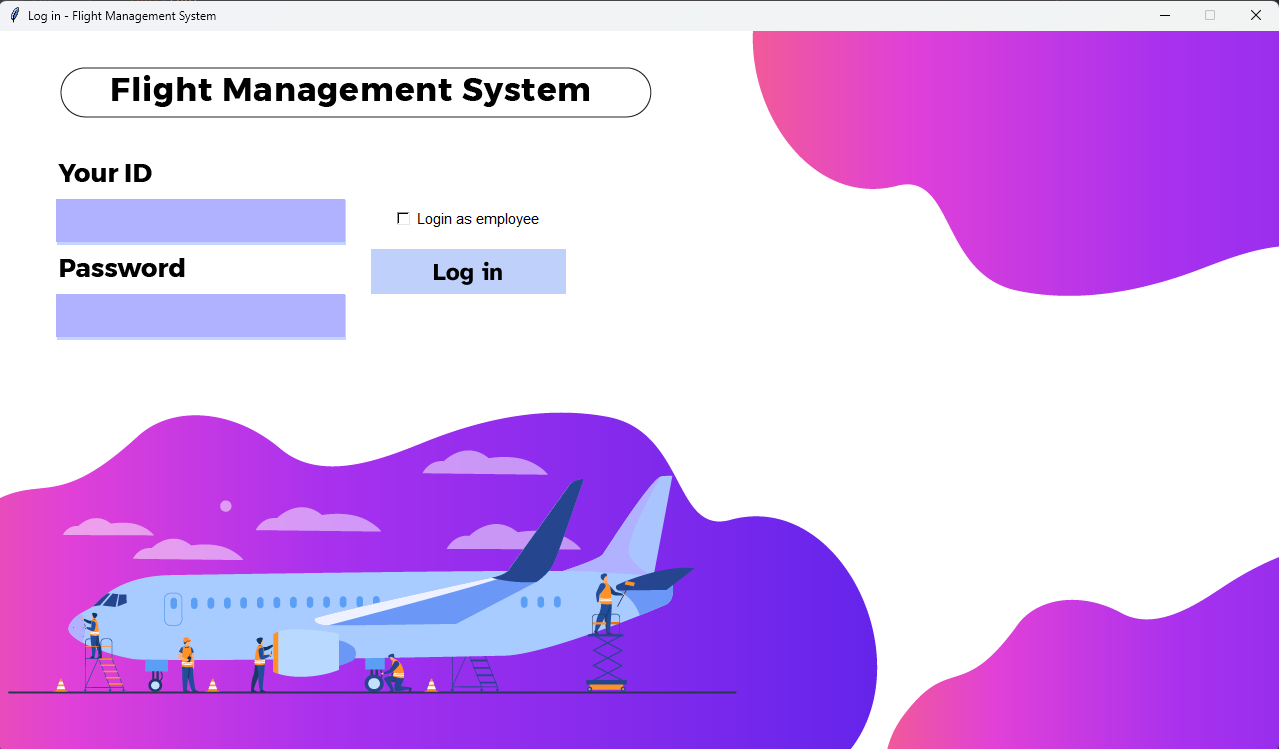 Log in - Flight Management System
Flight Management System
Your ID
Login as employee
Password
Log in